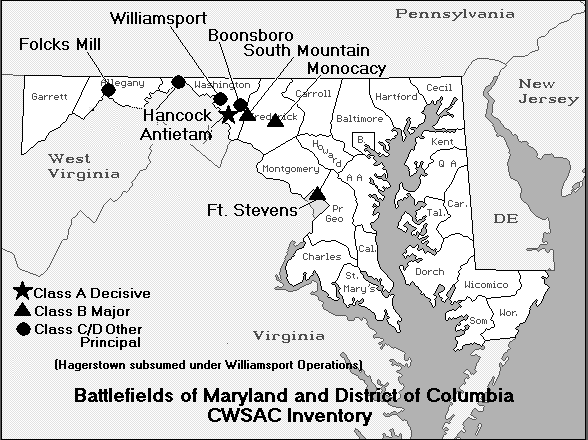 Pennsylvania
Williamsport
Folcks Mill
Boonsboro
South Mountain
Monocacy
Allegany
Washington
Garrett
Carroll
Hartford
Cecil
New
Jersey
Hancock
Antietam
Frederick
Baltimore
B.
Howard
Kent
West
Virginia
Montgomery
A A
Q A
Ft. Stevens
Pr
Geo
Tal.
Car.
DE
Cal.
Charles
St.
Mary's
Dorch
Wicomico
Som
Wor.
Class A Decisive
Class B Major
Class C/D Other
Principal
Virginia
(Hagerstown subsumed under Williamsport Operations)
Battlefields of Maryland and District of Columbia
CWSAC Inventory